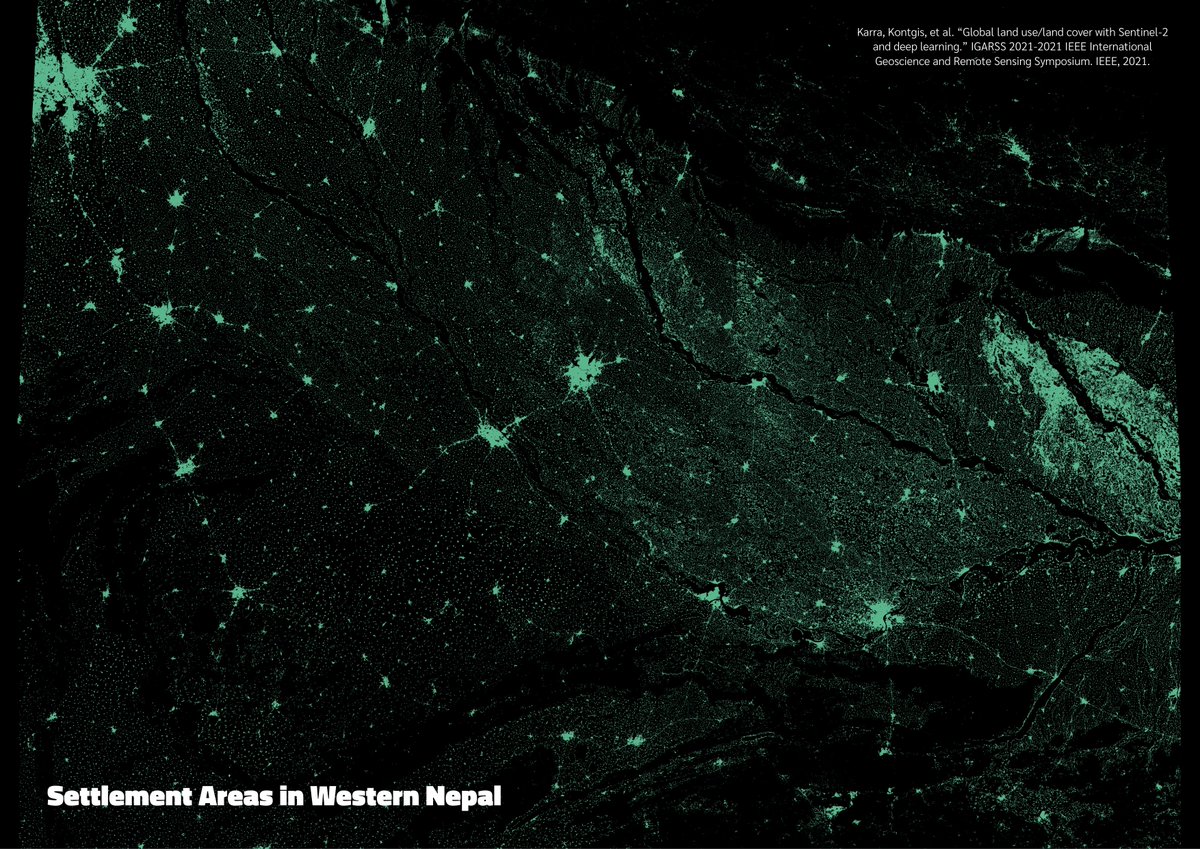 Karra, Kontgis, et al. “Global land use/land cover with Sentinel-2
and deep learning.” IGARSS 2021-2021 IEEE International
Geoscience and Remote Sensing Symposium. IEEE, 2021.
Settlement Areas in Western Nepal